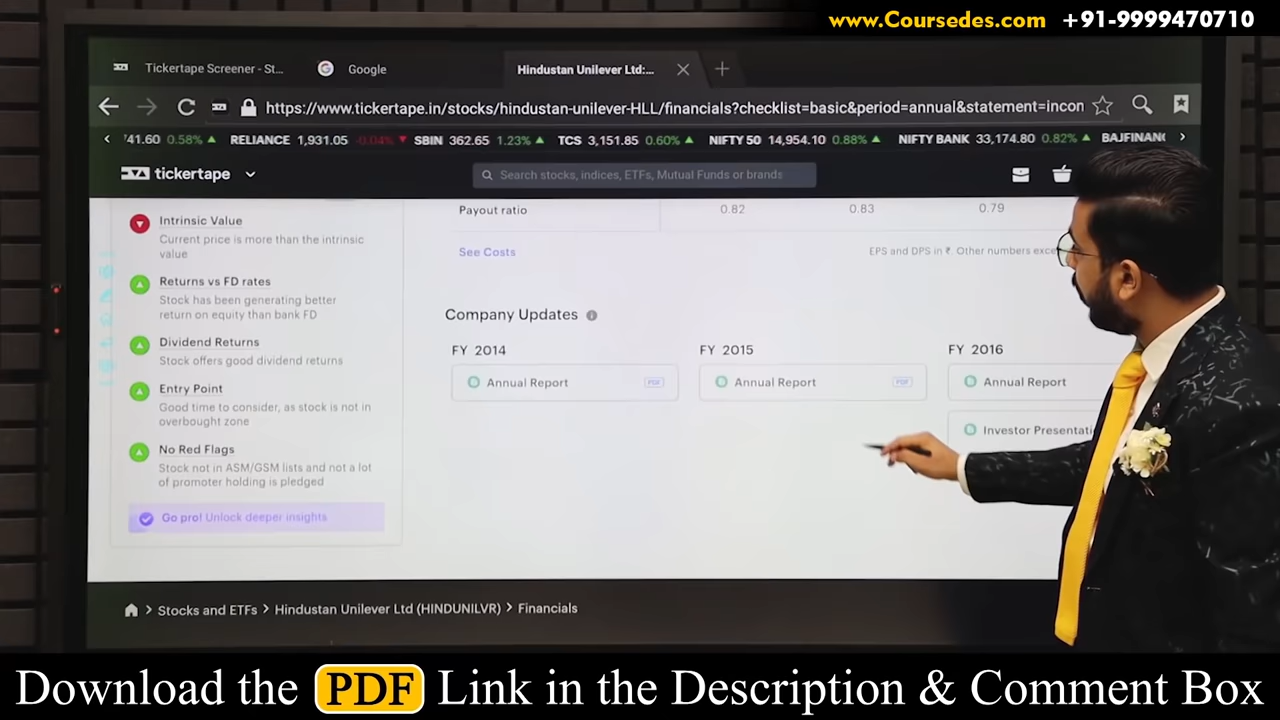 www.Coursedes.com +91-9999470710
Tickertape Screener - St...
Google
Hindustan Unilever Ltd:...
https://www.tickertape.in/stocks/hindustan-unilever-HLL/financials?checklist=basic&period=annual&statement=incon
741.60 0.58% RELIANCE 1,931.05 -0.04% SBIN 362.65 1.23% TCS 3,151.85 0.60% NIFTY 50 14,954.10 0.88% NIFTY BANK 33,174.80 0.82% BAJFINANC
tickertape
Search stocks, indices, ETFs, Mutual Funds or brands
Intrinsic Value
Current price is more than the intrinsic
value
Returns vs FD rates
Stock has been generating better
return on equity than bank FD
Dividend Returns
Stock offers good dividend returns
Entry Point
Good time to consider, as stock is not in
overbought zone
No Red Flags
Stock not in ASM/GSM lists and not a lot
of promoter holding is pledged
Go pro! Unlock deeper insights
Payout ratio 0.82 0.83 0.79
See Costs
EPS and DPS in ₹. Other numbers exce
Company Updates
FY 2014
Annual Report PDF
FY 2015
Annual Report PDF
FY 2016
Annual Report
Investor Presentati
Stocks and ETFs > Hindustan Unilever Ltd (HINDUNILVR) > Financials
Download the PDF Link in the Description & Comment Box